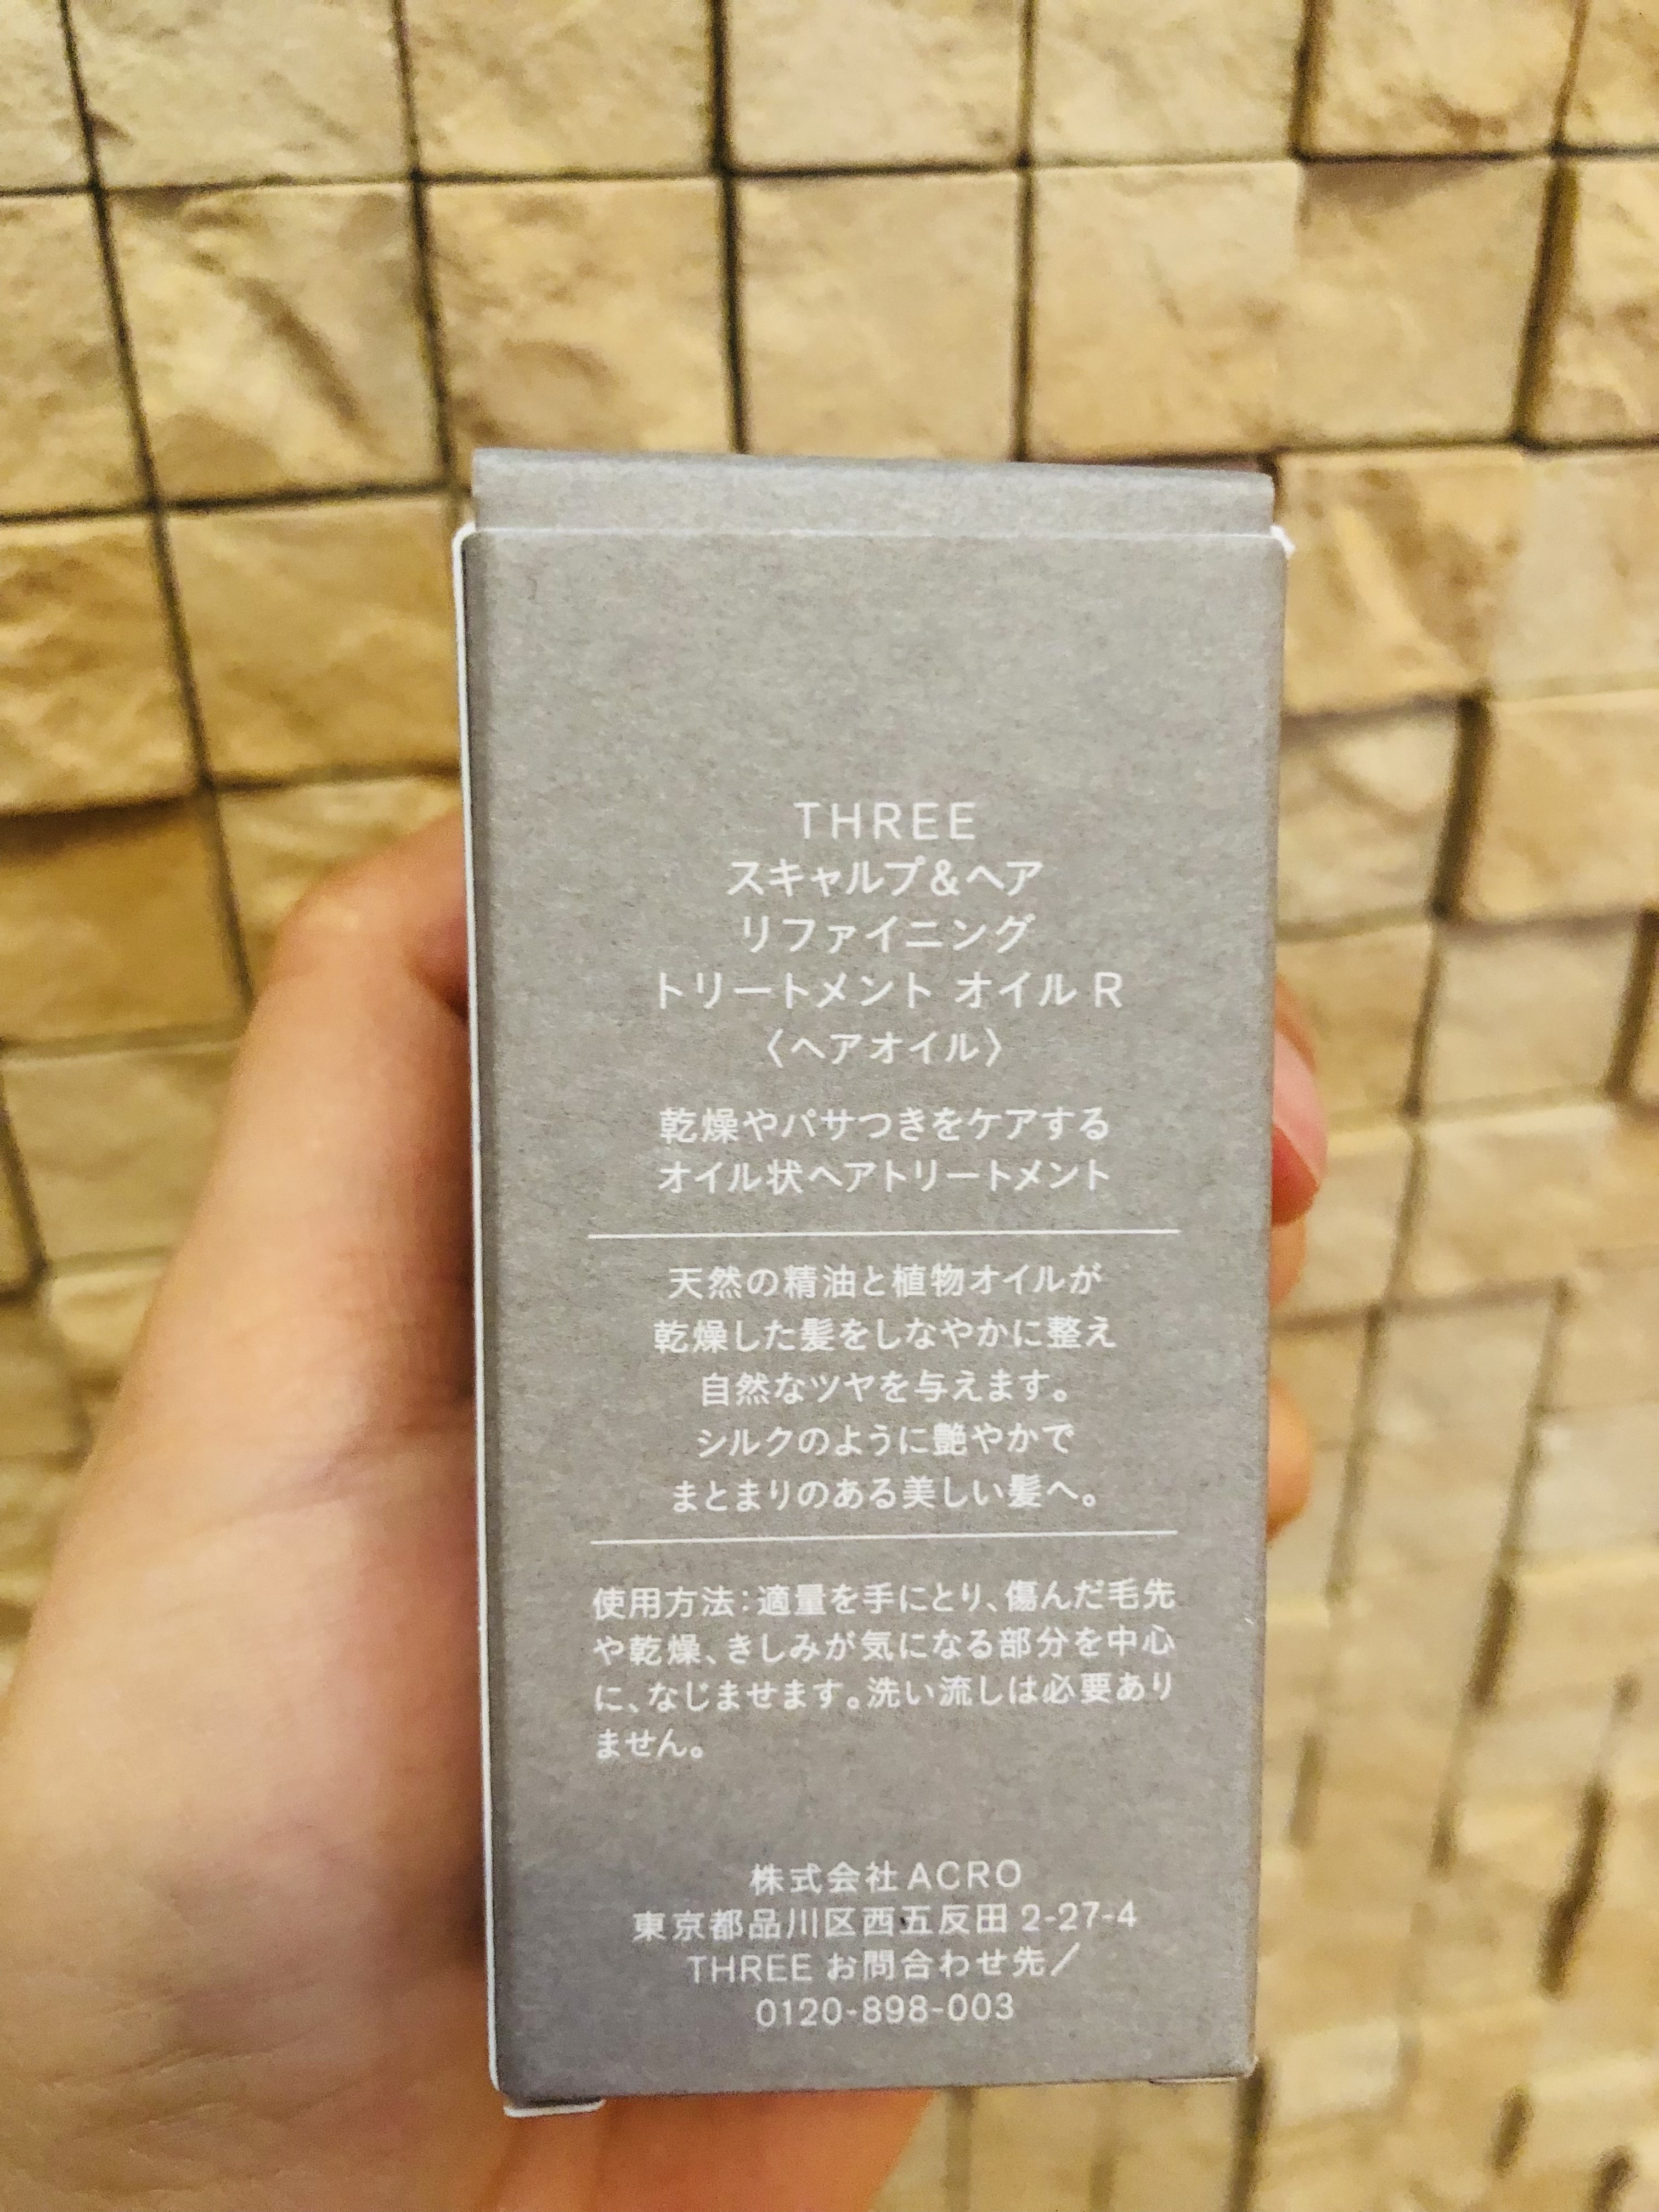 THREE
スキャルプ&ヘア
リファイニング
トリートメント オイル R
〈ヘアオイル〉
乾燥やパサつきをケアする
オイル状ヘアトリートメント
天然の精油と植物オイルが
乾燥した髪をしなやかに整え
自然なツヤを与えます。
シルクのように艶やかで
まとまりのある美しい髪へ。
使用方法：適量を手にとり、傷んだ毛先
や乾燥、きしみが気になる部分を中心
に、なじませます。洗い流しは必要あり
ません。
株式会社ACRO
東京都品川区西五反田 2-27-4
THREE お問合わせ先／
0120-898-003